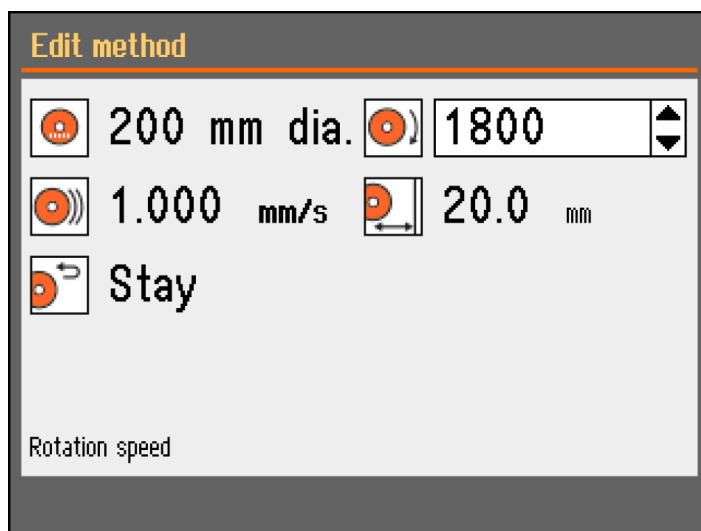 Edit method
200 mm dia. 1800
1.000 mm/s 20.0 mm
Stay
Rotation speed